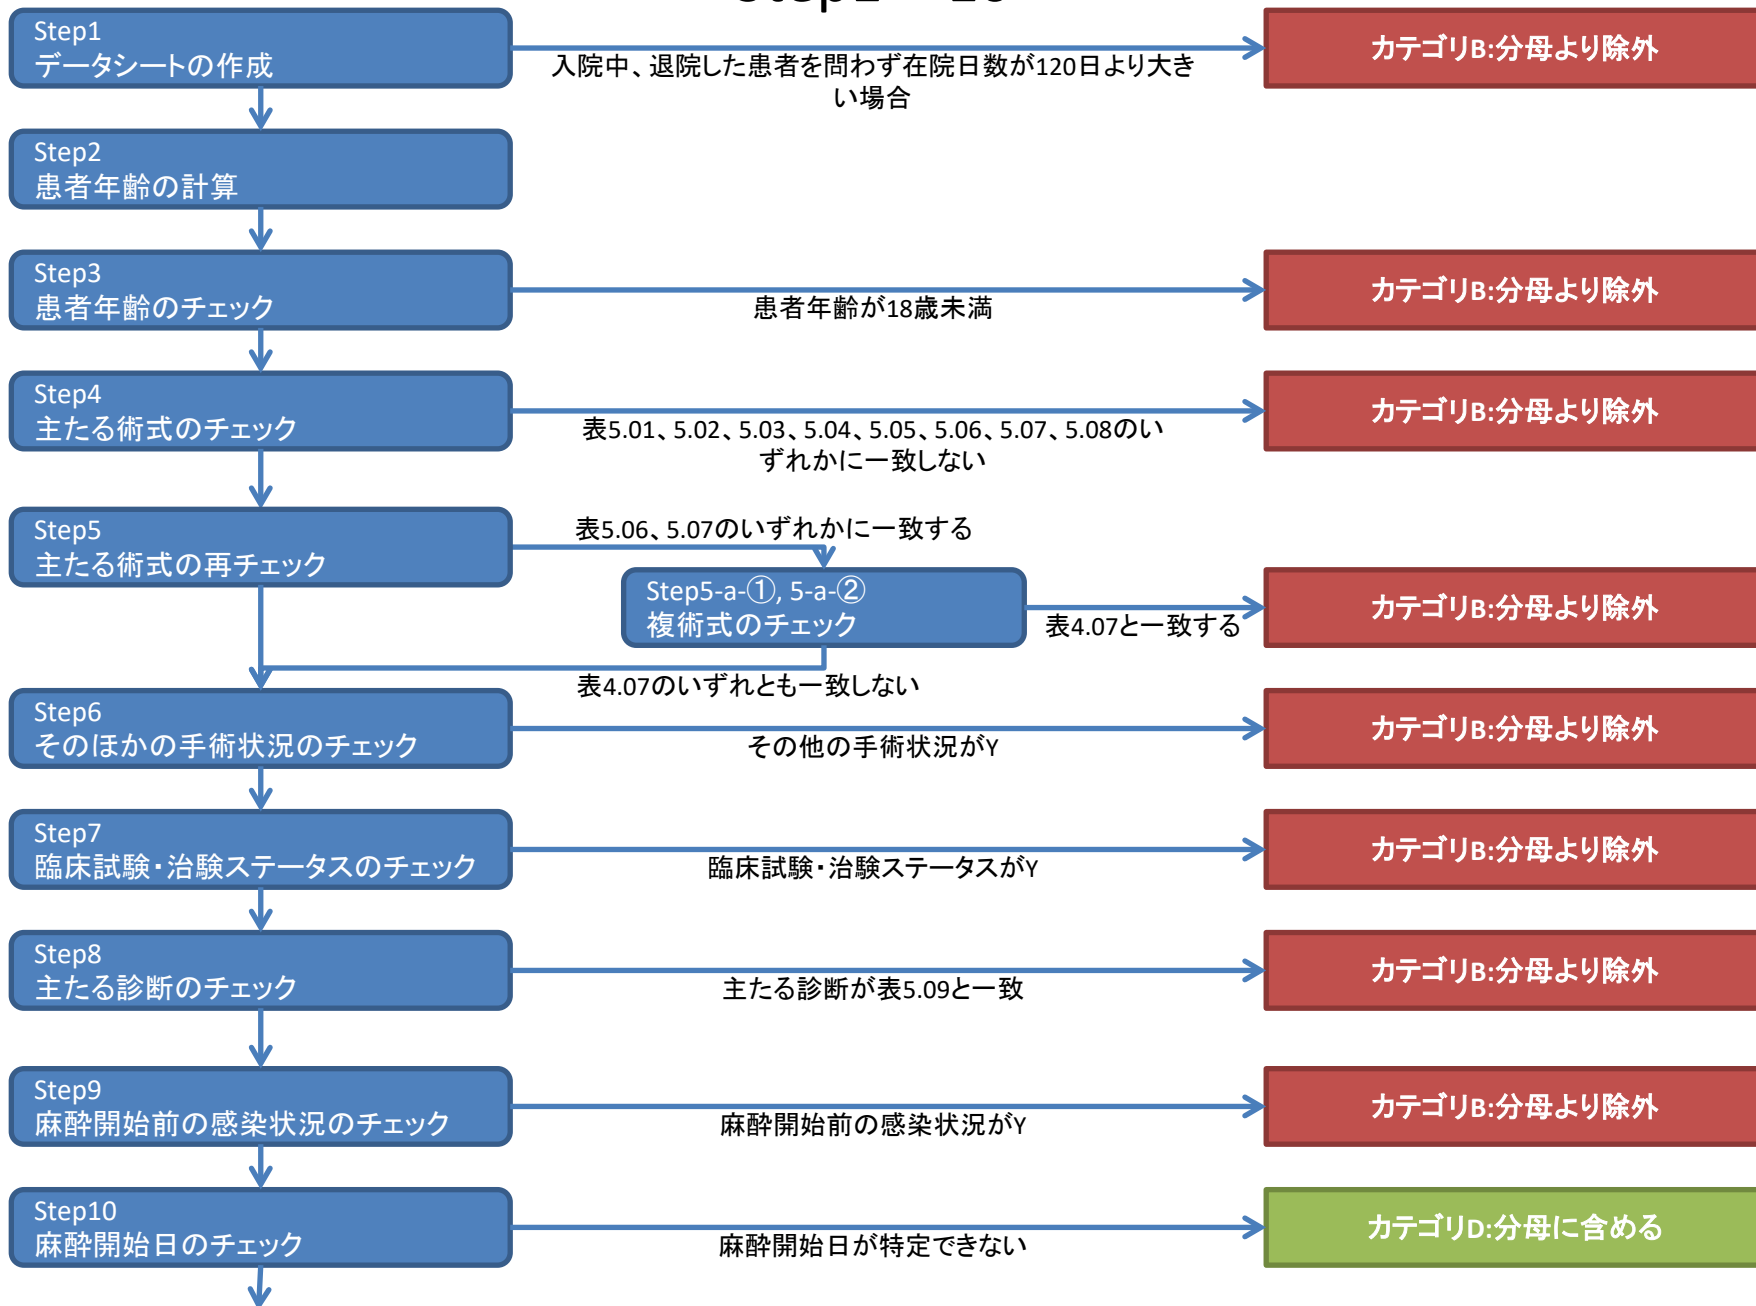 Step1
データシートの作成
入院中、退院した患者を問わず在院日数が120日より大き
い場合
カテゴリB:分母より除外
Step2
患者年齢の計算
Step3
患者年齢のチェック
患者年齢が18歳未満
カテゴリB:分母より除外
Step4
主たる術式のチェック
表5.01、5.02、5.03、5.04、5.05、5.06、5.07、5.08のい
ずれかに一致しない
カテゴリB:分母より除外
Step5
主たる術式の再チェック
表5.06、5.07のいずれかに一致する
Step5-a-①, 5-a-②
複術式のチェック
表4.07と一致する
カテゴリB:分母より除外
表4.07のいずれとも一致しない
Step6
そのほかの手術状況のチェック
その他の手術状況がY
カテゴリB:分母より除外
Step7
臨床試験・治験ステータスのチェック
臨床試験・治験ステータスがY
カテゴリB:分母より除外
Step8
主たる診断のチェック
主たる診断が表5.09と一致
カテゴリB:分母より除外
Step9
麻酔開始前の感染状況のチェック
麻酔開始前の感染状況がY
カテゴリB:分母より除外
Step10
麻酔開始日のチェック
麻酔開始日が特定できない
カテゴリD:分母に含める